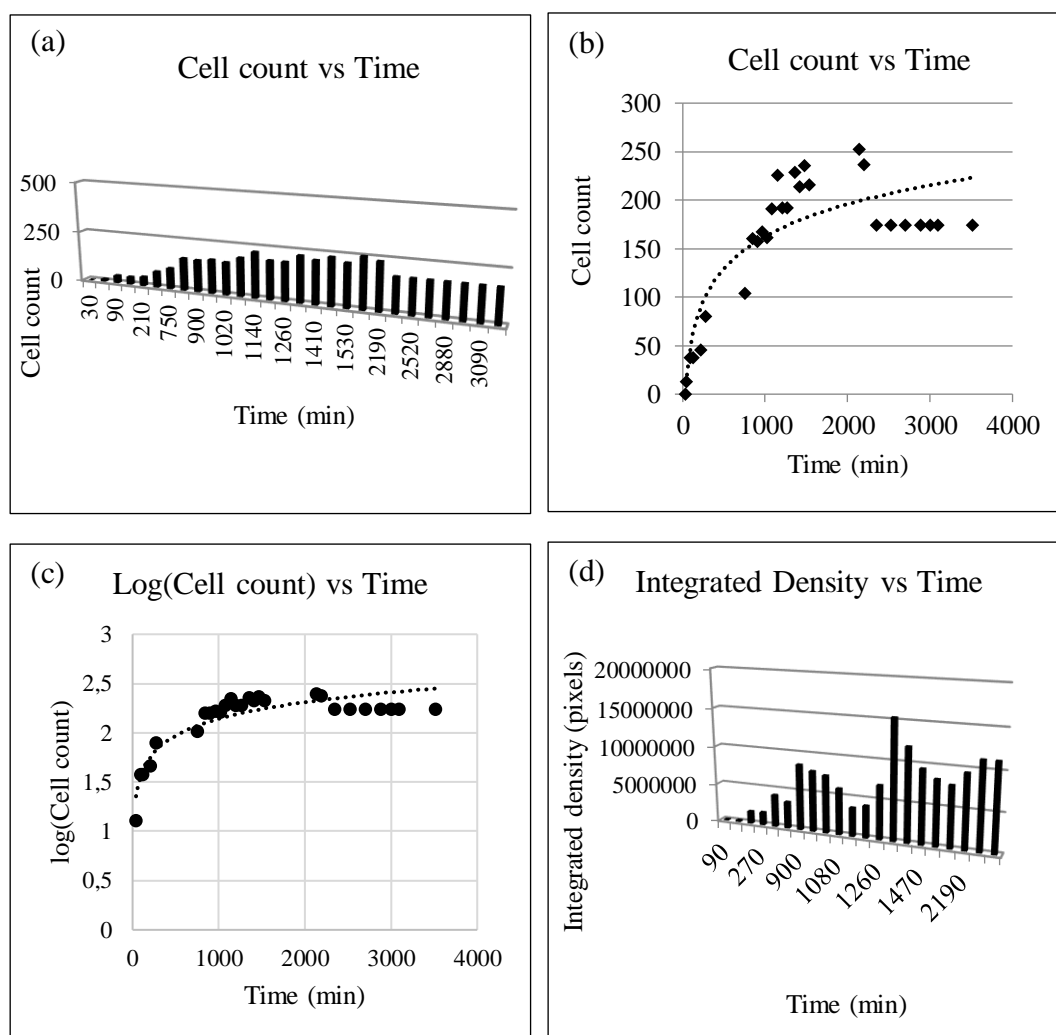 (a)
Cell count vs Time
500
250
0
Cell count
30
90
210
750
900
1020
1140
1260
1410
1530
2190
2520
2880
3090
Time (min)
(b)
Cell count vs Time
300
250
200
150
100
50
0
Cell count
0 1000 2000 3000 4000
Time (min)
(c)
Log(Cell count) vs Time
3
2,5
2
1,5
1
0,5
0
log(Cell count)
0 1000 2000 3000 4000
Time (min)
(d)
Integrated Density vs Time
20000000
15000000
10000000
5000000
0
Integrated density (pixels)
90
270
900
1080
1260
1470
2190
Time (min)